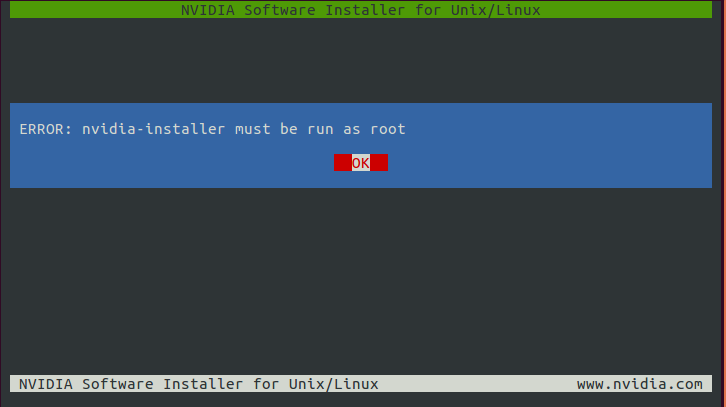 NVIDIA Software Installer for Unix/Linux
ERROR: nvidia-installer must be run as root
OK
NVIDIA Software Installer for Unix/Linux www.nvidia.com